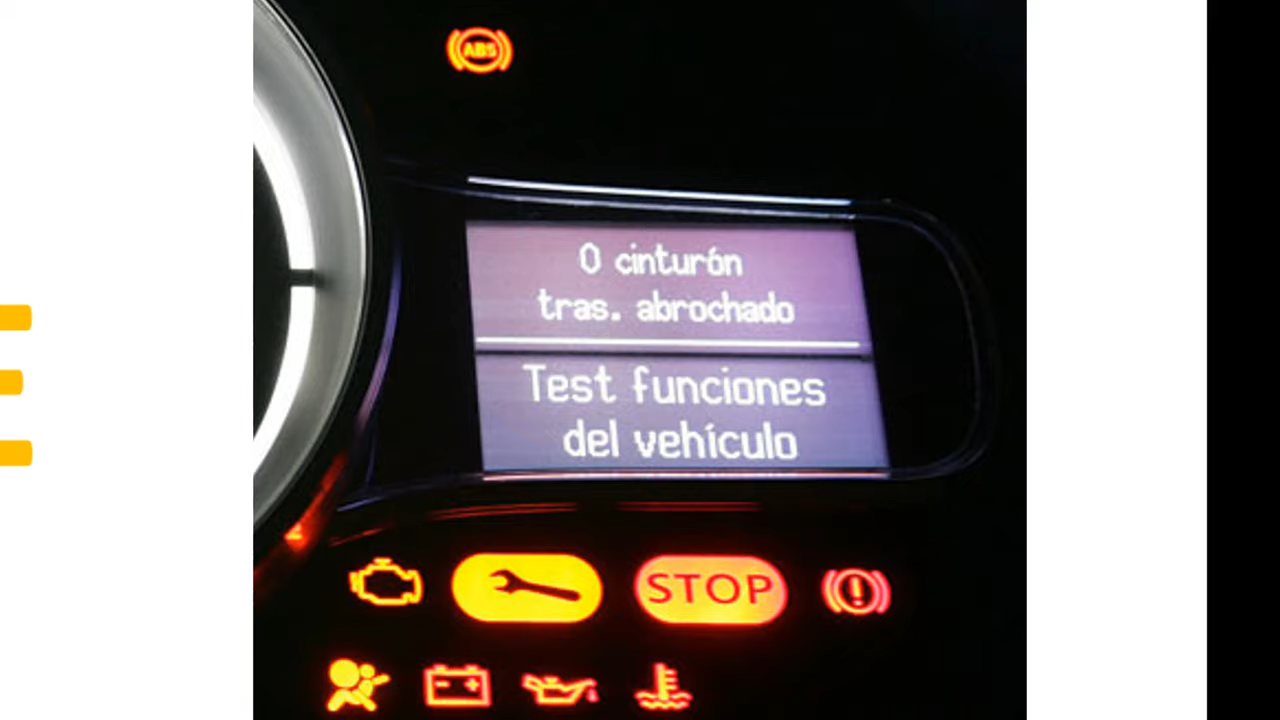 ABS
0 cinturón
tras. abrochado
Test funciones
del vehículo
STOP